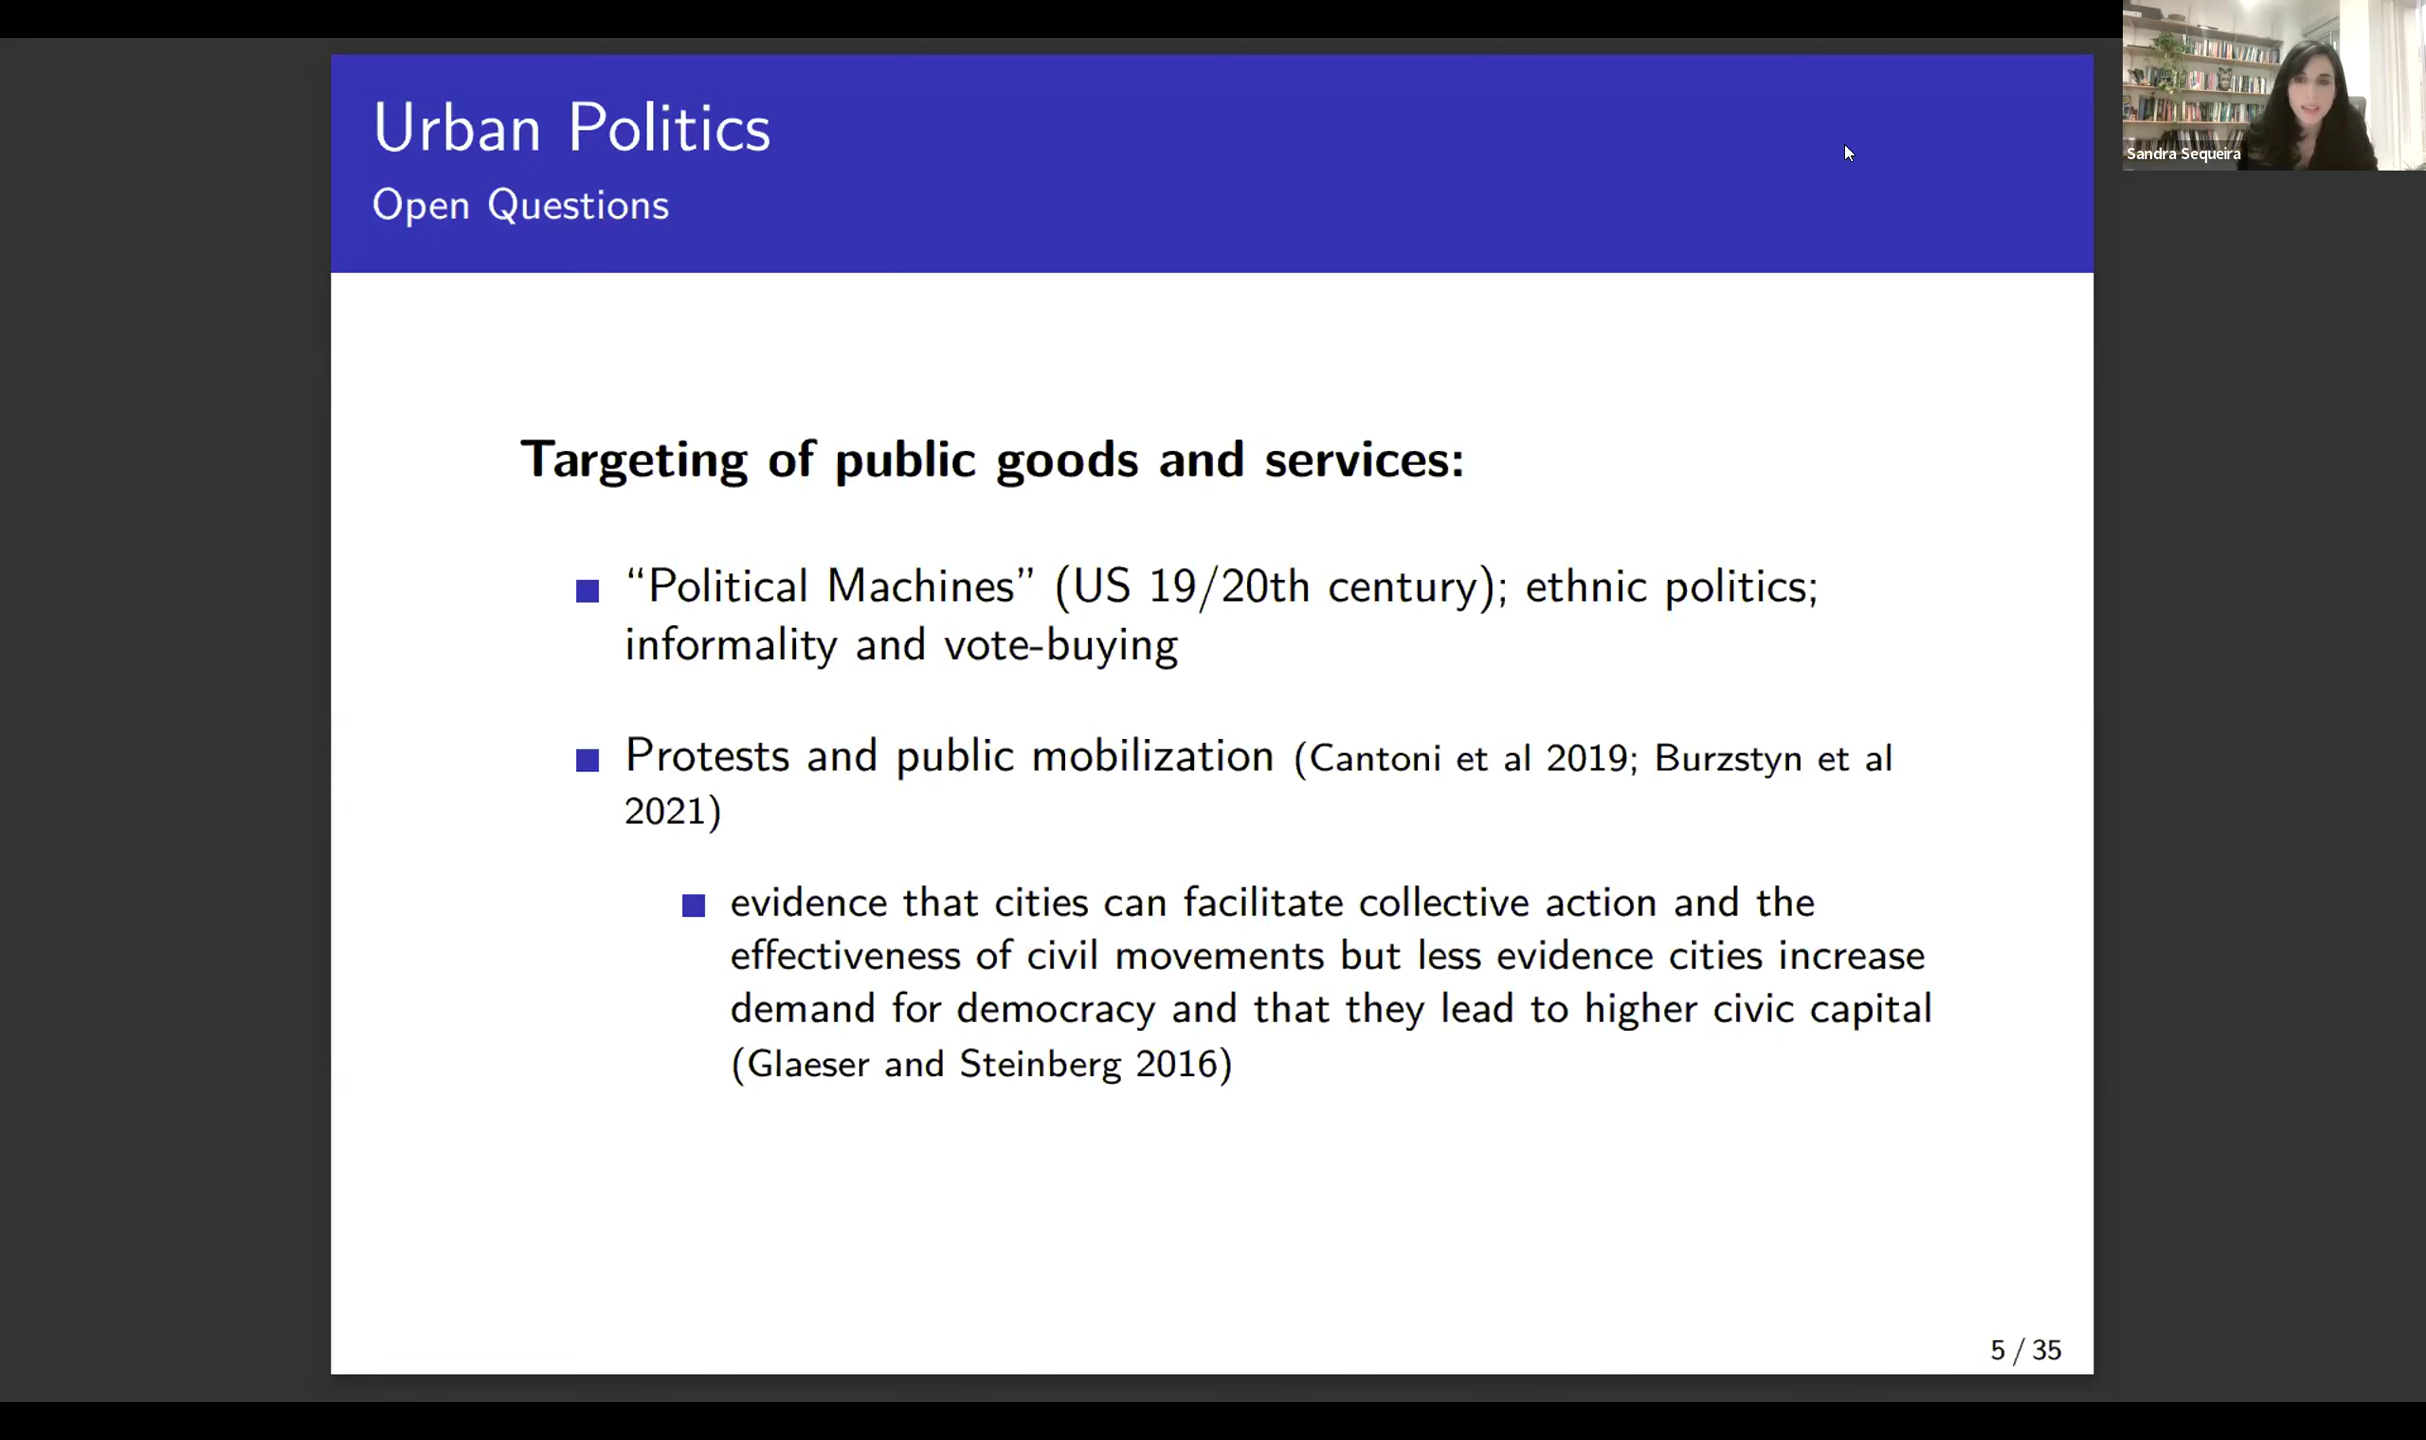 Urban Politics
Open Questions
Sandra Sequeira
Targeting of public goods and services:
“Political Machines” (US 19/20th century); ethnic politics;
informality and vote-buying
Protests and public mobilization (Cantoni et al 2019; Burzstyn et al
2021)
evidence that cities can facilitate collective action and the
effectiveness of civil movements but less evidence cities increase
demand for democracy and that they lead to higher civic capital
(Glaeser and Steinberg 2016)
5 / 35